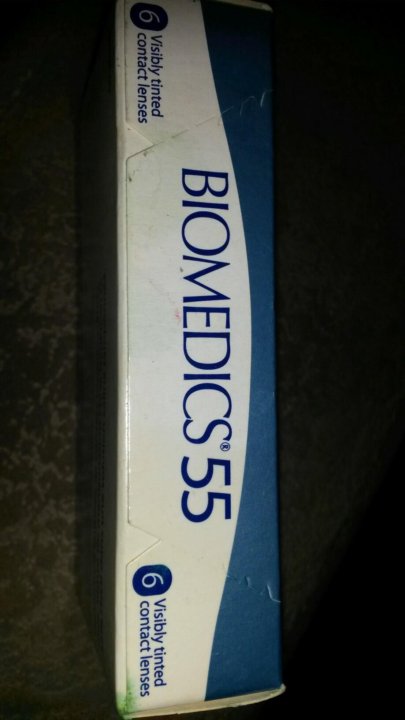 6 Visibly tinted
contact lenses
BIOMEDICS® 55
6 Visibly tinted
contact lenses